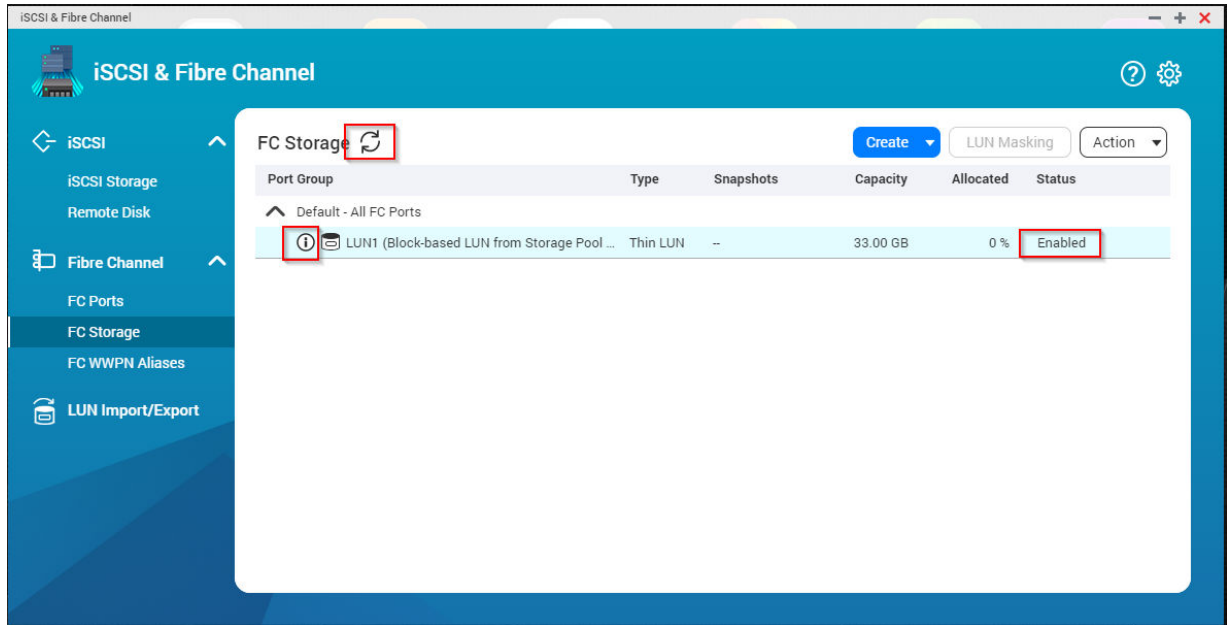 iSCSI & Fibre Channel
iSCSI & Fibre Channel
iSCSI
iSCSI Storage
Remote Disk
Fibre Channel
FC Ports
FC Storage
FC WWPN Aliases
LUN Import/Export
FC Storage
Create
LUN Masking
Action
Port Group Type Snapshots Capacity Allocated Status
Default - All FC Ports
LUN1 (Block-based LUN from Storage Pool ... Thin LUN -- 33.00 GB 0 % Enabled